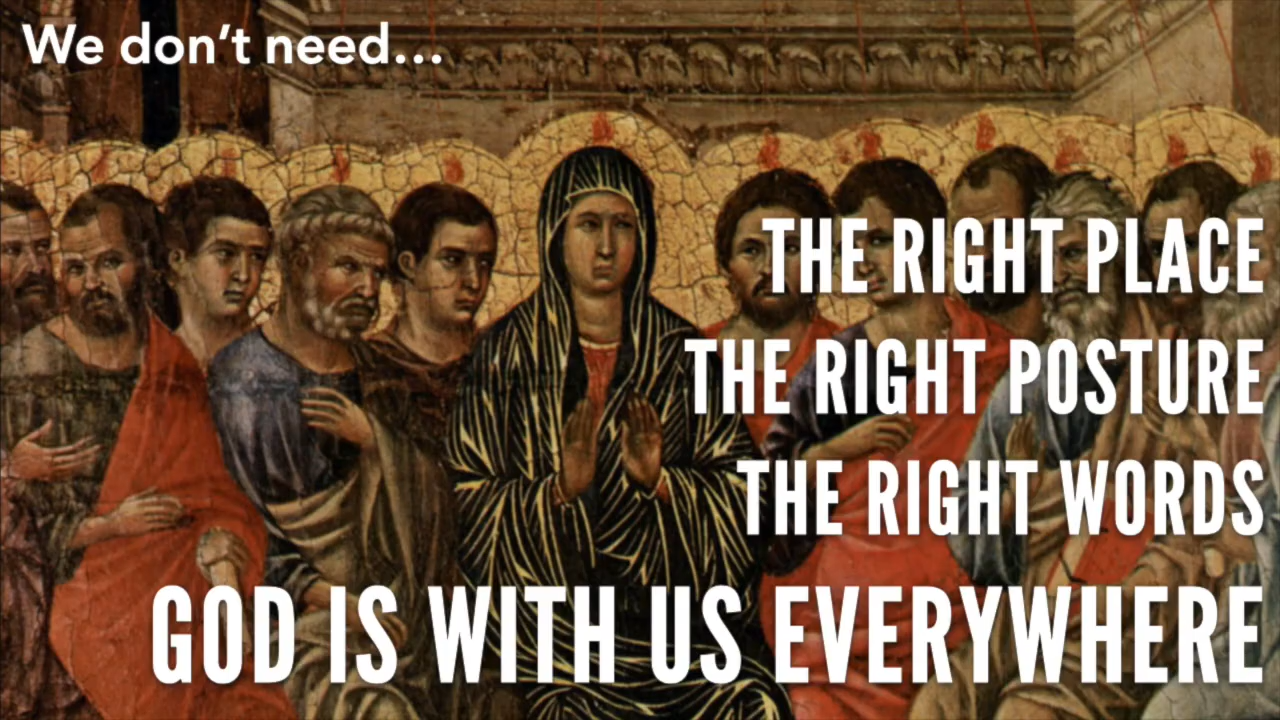 We don’t need…
THE RIGHT PLACE
THE RIGHT POSTURE
THE RIGHT WORDS
GOD IS WITH US EVERYWHERE